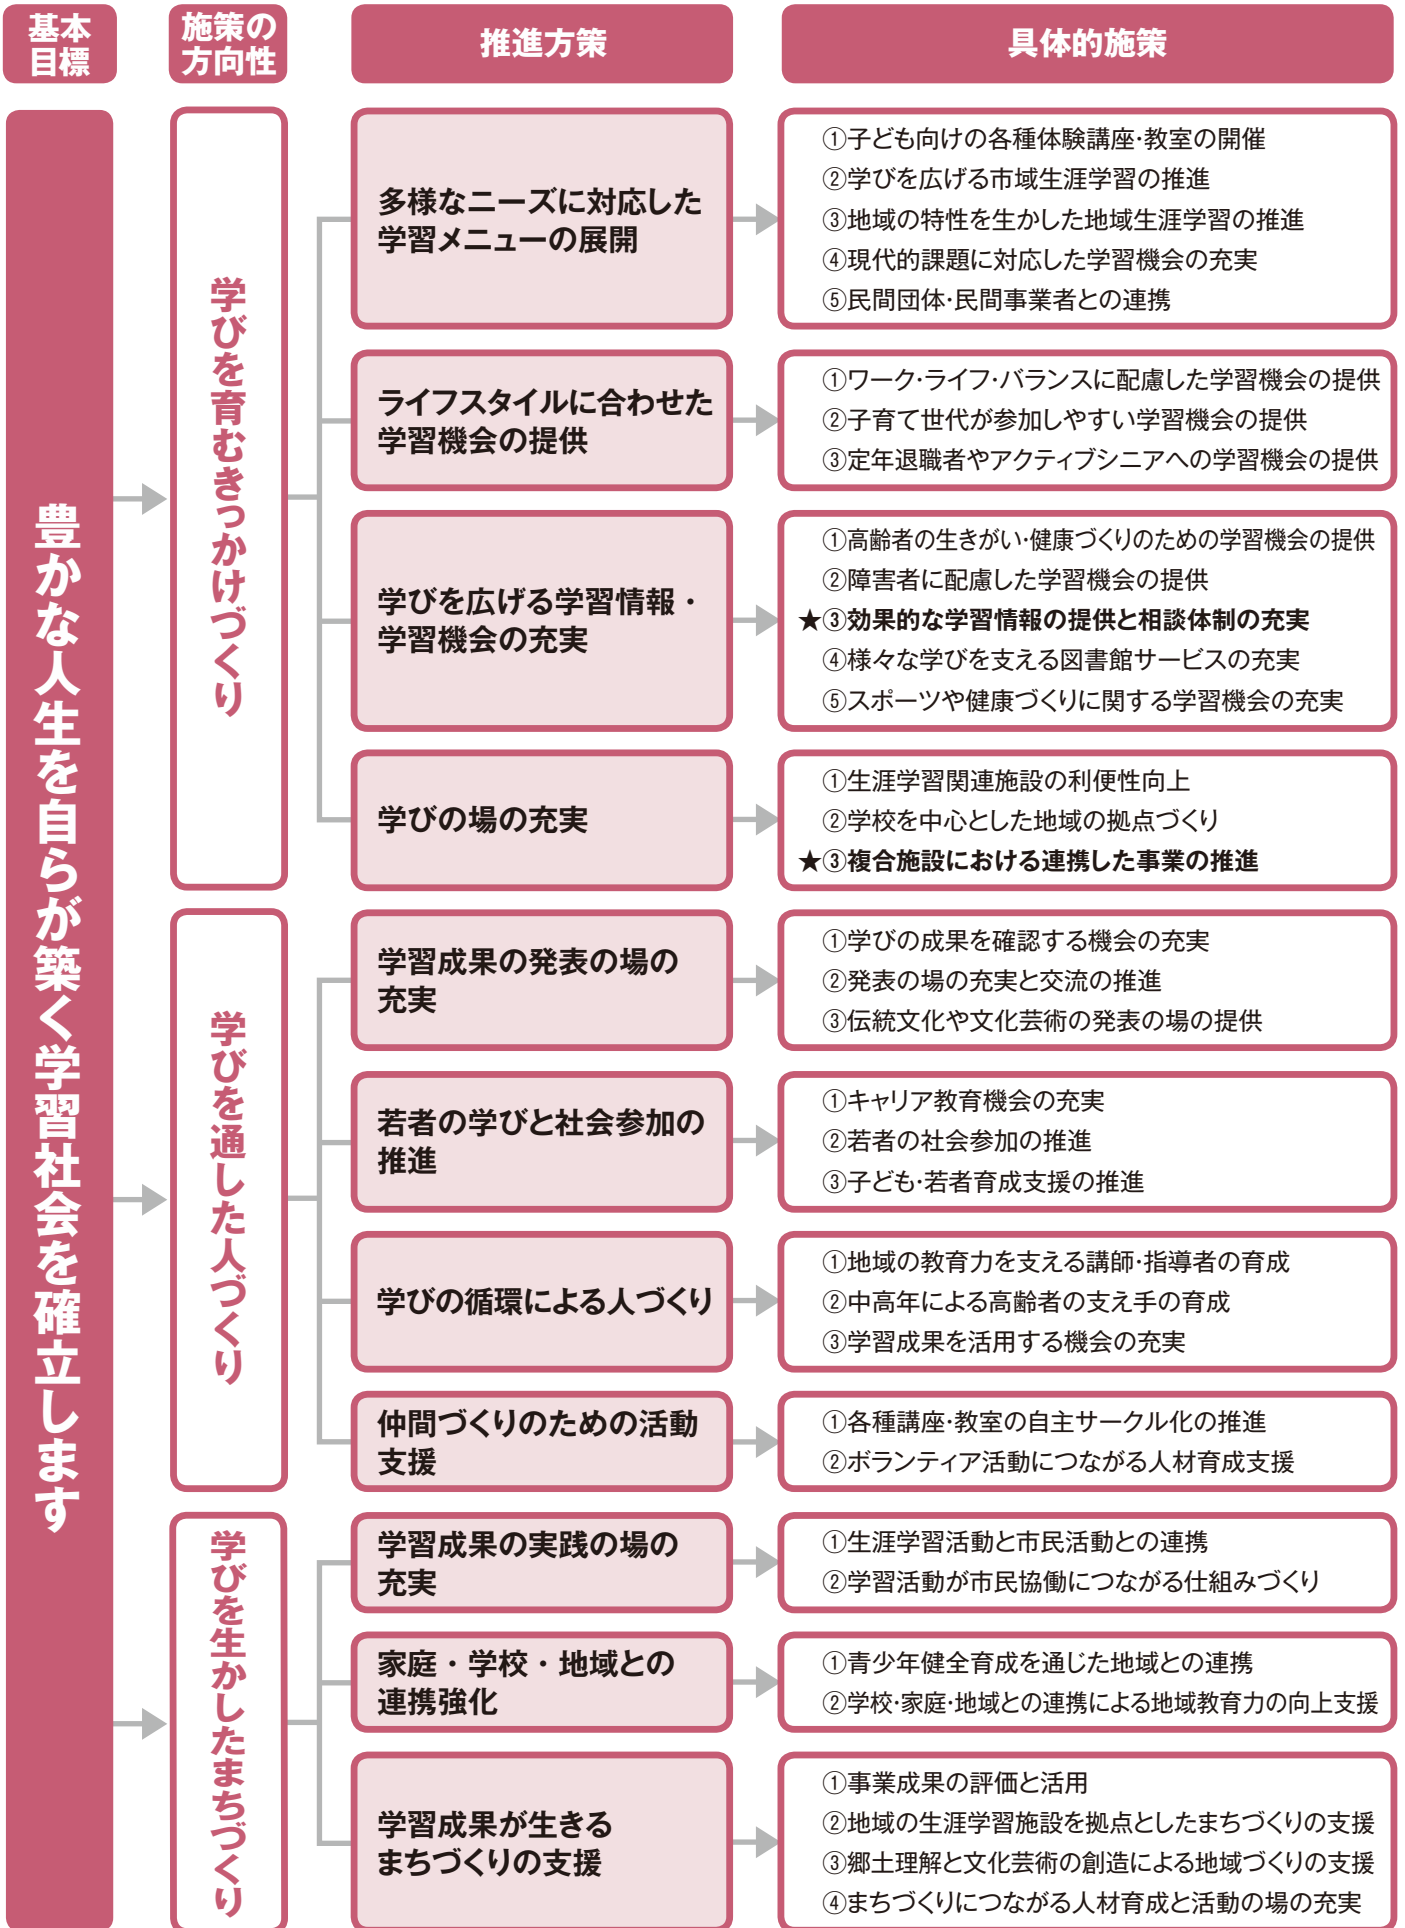 基本
目標
施策の
方向性
推進方策
具体的施策
豊かな人生を自らが築く学習社会を確立します
学びを育むきっかけづくり
多様なニーズに対応した
学習メニューの展開
①子ども向けの各種体験講座·教室の開催
②学びを広げる市域生涯学習の推進
③地域の特性を生かした地域生涯学習の推進
④現代的課題に対応した学習機会の充実
⑤民間団体·民間事業者との連携
ライフスタイルに合わせた
学習機会の提供
①ワーク·ライフ·バランスに配慮した学習機会の提供
②子育て世代が参加しやすい学習機会の提供
③定年退職者やアクティブシニアへの学習機会の提供
学びを広げる学習情報・
学習機会の充実
①高齢者の生きがい·健康づくりのための学習機会の提供
②障害者に配慮した学習機会の提供
★③効果的な学習情報の提供と相談体制の充実
④様々な学びを支える図書館サービスの充実
⑤スポーツや健康づくりに関する学習機会の充実
学びの場の充実
①生涯学習関連施設の利便性向上
②学校を中心とした地域の拠点づくり
★③複合施設における連携した事業の推進
学びを通した人づくり
学習成果の発表の場の
充実
①学びの成果を確認する機会の充実
②発表の場の充実と交流の推進
③伝統文化や文化芸術の発表の場の提供
若者の学びと社会参加の
推進
①キャリア教育機会の充実
②若者の社会参加の推進
③子ども·若者育成支援の推進
学びの循環による人づくり
①地域の教育力を支える講師·指導者の育成
②中高年による高齢者の支え手の育成
③学習成果を活用する機会の充実
仲間づくりのための活動
支援
①各種講座·教室の自主サークル化の推進
②ボランティア活動につながる人材育成支援
学びを生かしたまちづくり
学習成果の実践の場の
充実
①生涯学習活動と市民活動との連携
②学習活動が市民協働につながる仕組みづくり
家庭・学校・地域との
連携強化
①青少年健全育成を通じた地域との連携
②学校·家庭·地域との連携による地域教育力の向上支援
学習成果が生きる
まちづくりの支援
①事業成果の評価と活用
②地域の生涯学習施設を拠点としたまちづくりの支援
③郷土理解と文化芸術の創造による地域づくりの支援
④まちづくりにつながる人材育成と活動の場の充実